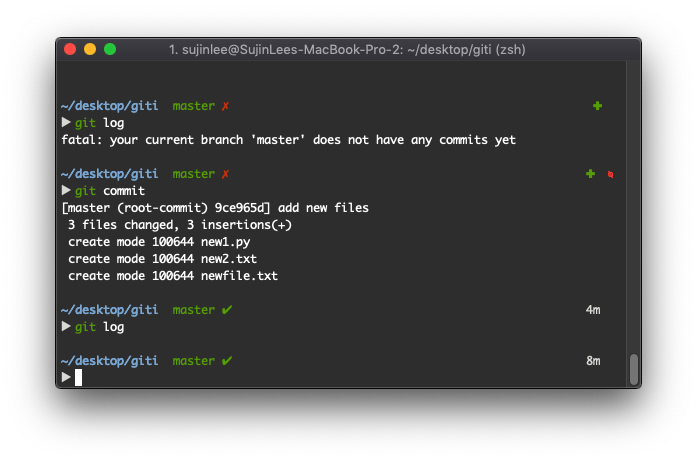 1. sujinlee@SujinLees-MacBook-Pro-2: ~/desktop/giti (zsh)
~/desktop/giti master ✗ ✚
▶ git log
fatal: your current branch 'master' does not have any commits yet
~/desktop/giti master ✗ ✚
▶ git commit
[master (root-commit) 9ce965d] add new files
3 files changed, 3 insertions(+)
create mode 100644 new1.py
create mode 100644 new2.txt
create mode 100644 newfile.txt
~/desktop/giti master ✔ 4m
▶ git log
~/desktop/giti master ✔ 8m
▶